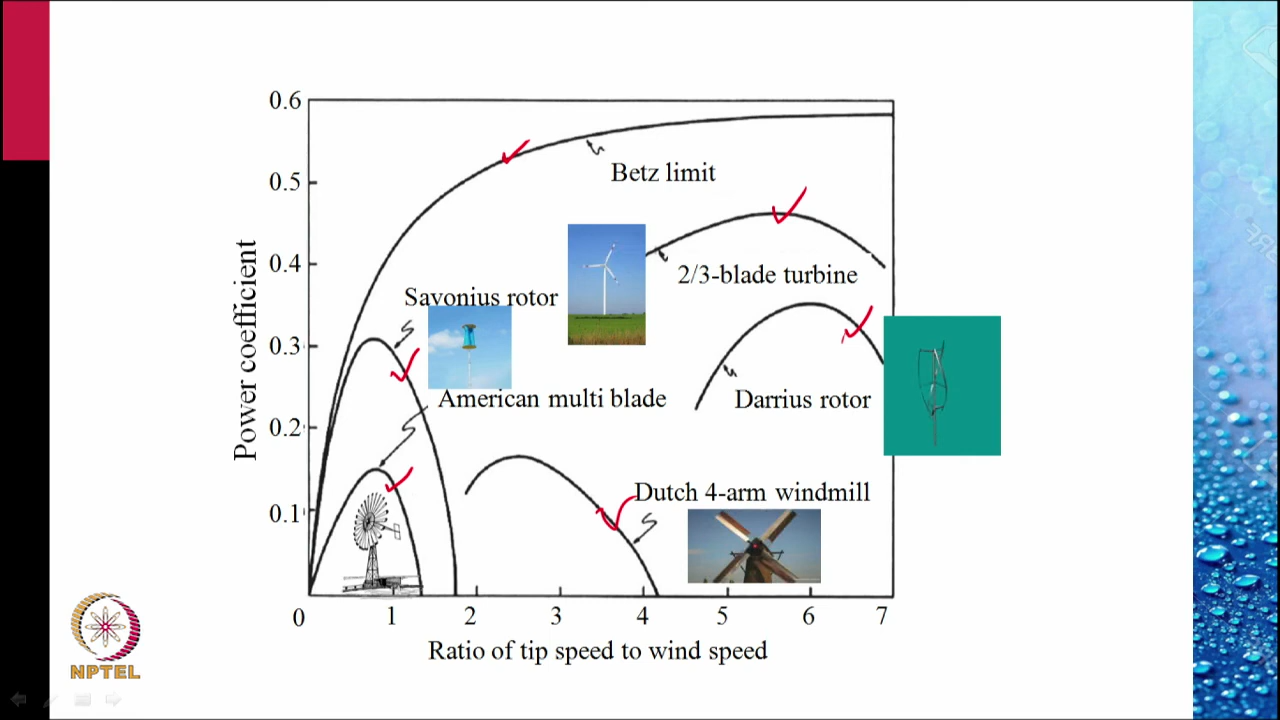 0.6
0.5
0.4
0.3
0.2
0.1
Power coefficient
Betz limit
2/3-blade turbine
Savonius rotor
American multi blade
Darrius rotor
Dutch 4-arm windmill
0 1 2 3 4 5 6 7
Ratio of tip speed to wind speed
NPTEL